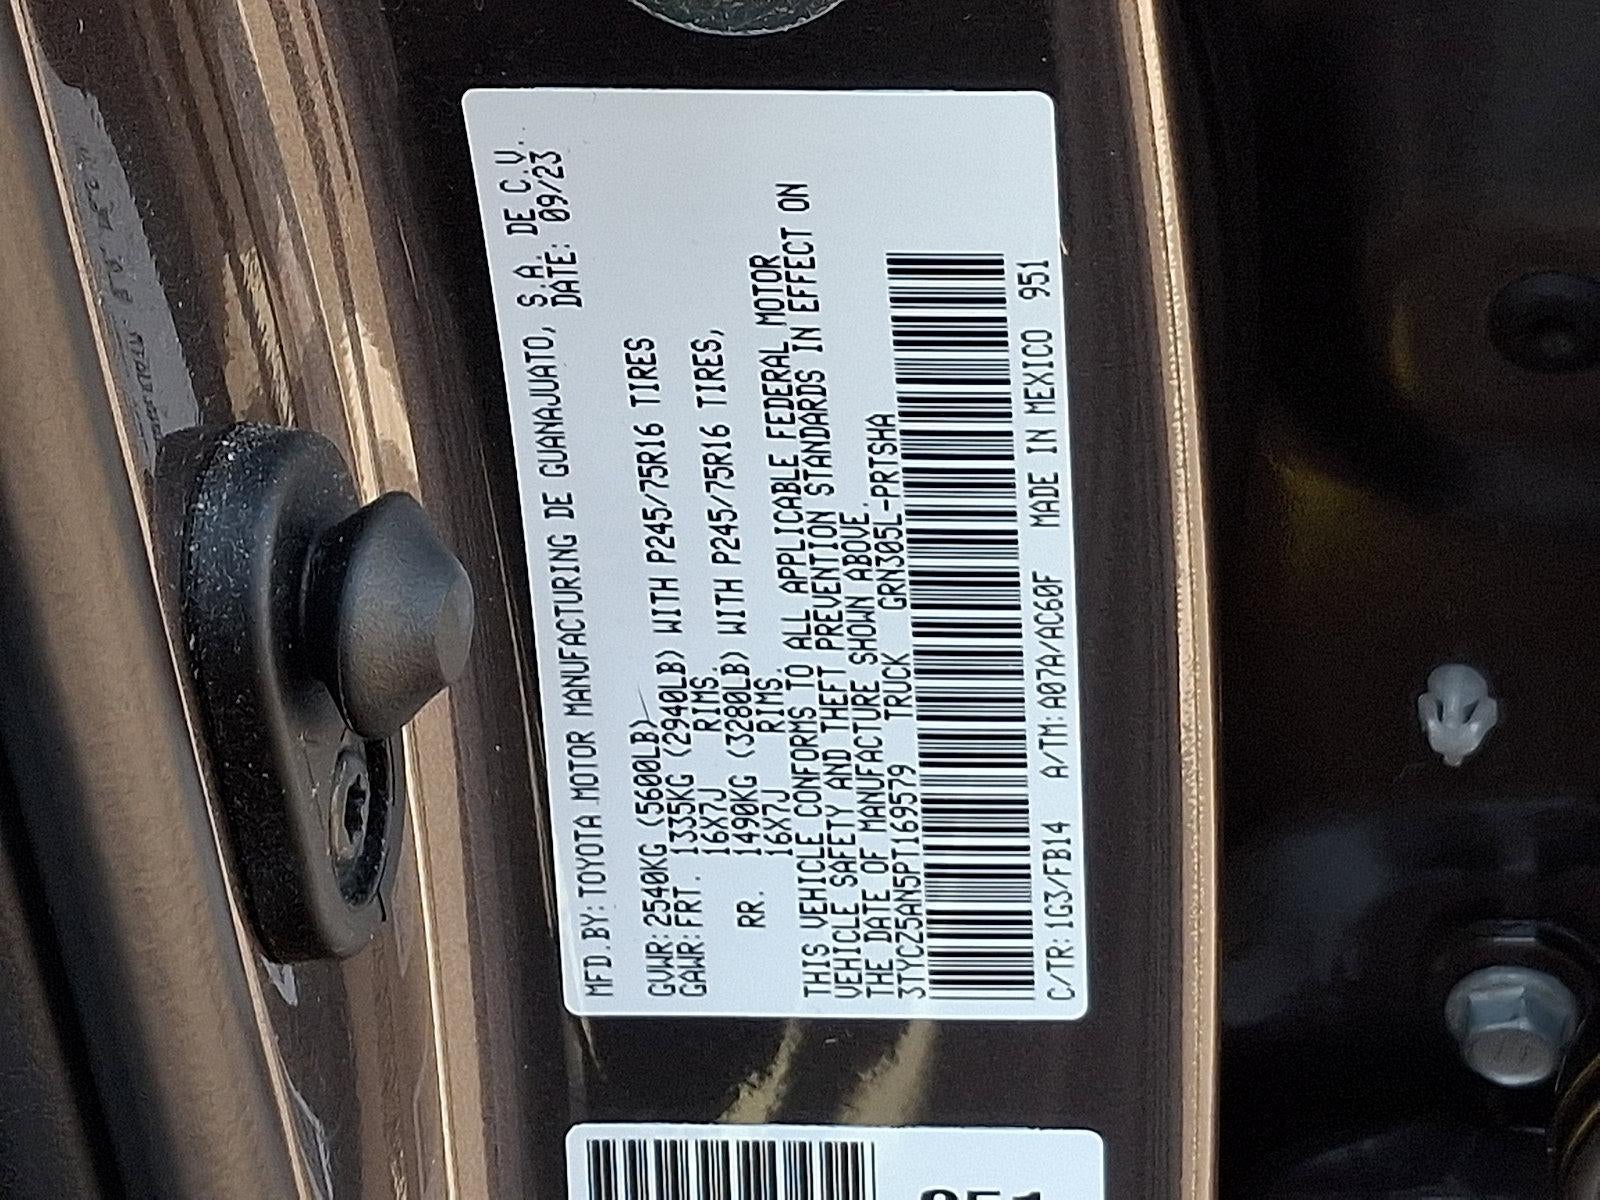 MFD.BY:TOYOTA MOTOR MANUFACTURING DE GUANAJUATO, S.A. DE C.V.
DATE: 09/23
GVWR:2540KG (5600LB)
GAWR:FRT. 1335KG (2940LB) WITH P245/75R16 TIRES
16X7J RIMS.
RR. 1490KG (3280LB) WITH P245/75R16 TIRES,
16X7J RIMS.
THIS VEHICLE CONFORMS TO ALL APPLICABLE FEDERAL MOTOR
VEHICLE SAFETY AND THEFT PREVENTION STANDARDS IN EFFECT ON
THE DATE OF MANUFACTURE SHOWN ABOVE.
3TYCZ5AN5PT169579 TRUCK GRN305L-PRTSHA
C/TR:1G3/FB14 A/TM:A07A/AC60F MADE IN MEXICO 951